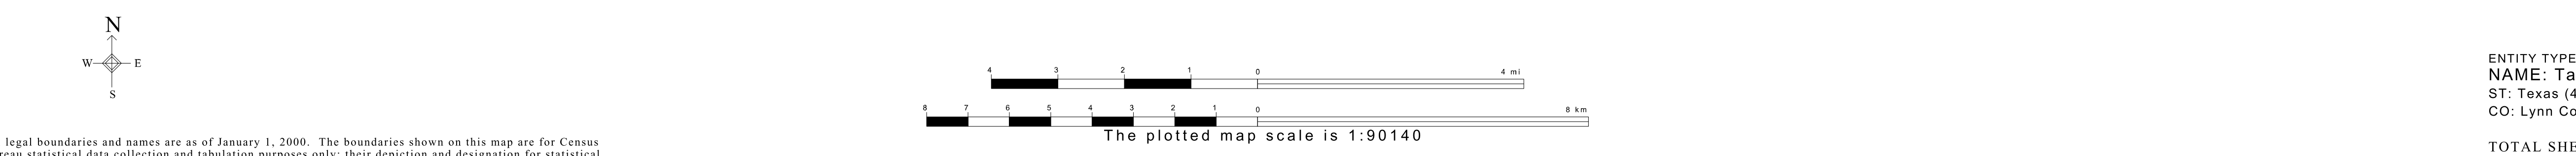 N
W E
S
4 3 2 1 0 4 mi
8 7 6 5 4 3 2 1 0 8 km
The plotted map scale is 1:90140
legal boundaries and names are as of January 1, 2000. The boundaries shown on this map are for Census
reau statistical data collection and tabulation purposes only; their depiction and designation for statistical
ENTITY TYPE
NAME: Ta
ST: Texas (4
CO: Lynn Co
TOTAL SHE